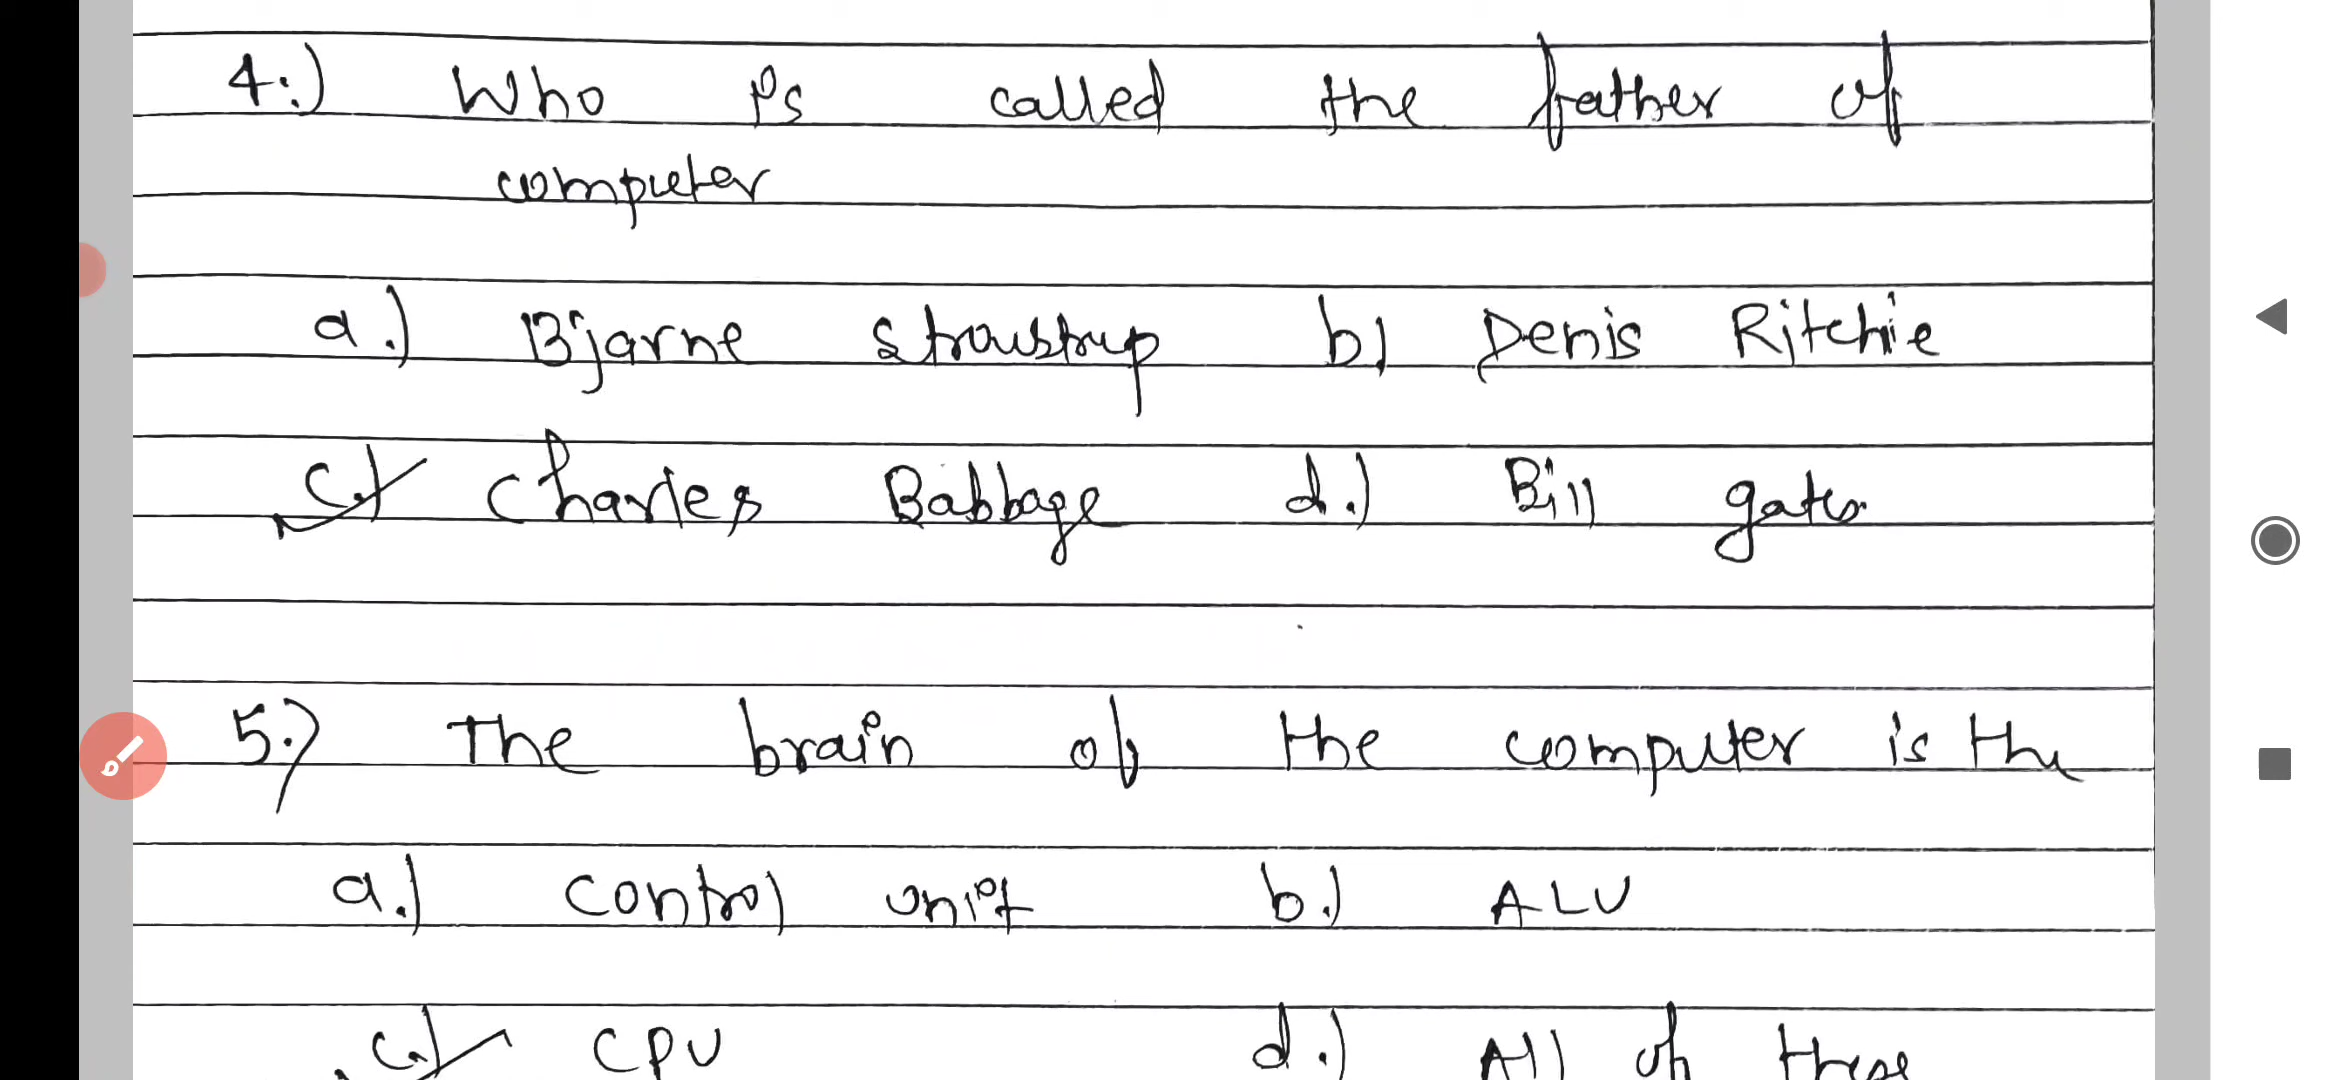 4.) Who is called the father of
computer
a.) Bjarne Stroustrup b) Denis Ritchie
c.) Charles Babbage d.) Bill gates
5.) The brain of the computer is the
a.) Control unit b.) ALU
c.) CPU d.) All of these